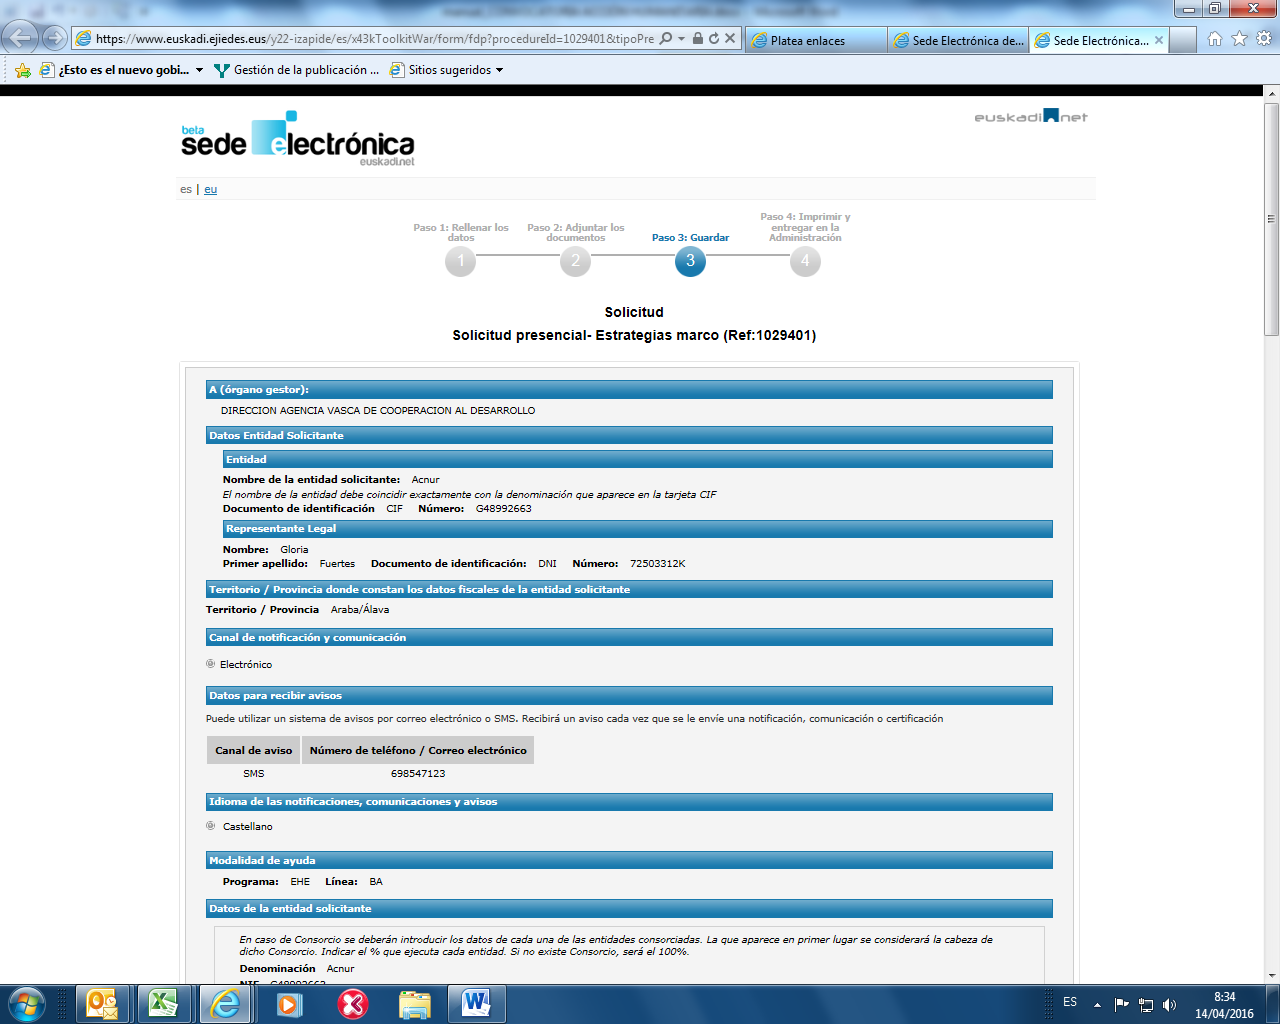 https://www.euskadi.ejiedes.eus/y22-izapide/es/x43kToolkitWar/form/fdp?procedureId=1029401&tipoPre
Platea enlaces
Sede Electrónica de...
Sede Electrónica...
¿Esto es el nuevo gobi...
Gestión de la publicación ...
Sitios sugeridos
beta
sede electrónica
euskadi.net
euskadi net
es | eu
Paso 1: Rellenar los datos
Paso 2: Adjuntar los documentos
Paso 3: Guardar
Paso 4: Imprimir y entregar en la Administración
1
2
3
4
Solicitud
Solicitud presencial- Estrategias marco (Ref:1029401)
A (órgano gestor):
DIRECCION AGENCIA VASCA DE COOPERACION AL DESARROLLO
Datos Entidad Solicitante
Entidad
Nombre de la entidad solicitante: Acnur
El nombre de la entidad debe coincidir exactamente con la denominación que aparece en la tarjeta CIF
Documento de identificación CIF Número: G48992663
Representante Legal
Nombre: Gloria
Primer apellido: Fuertes Documento de identificación: DNI Número: 72503312K
Territorio / Provincia donde constan los datos fiscales de la entidad solicitante
Territorio / Provincia Araba/Álava
Canal de notificación y comunicación
Electrónico
Datos para recibir avisos
Puede utilizar un sistema de avisos por correo electrónico o SMS. Recibirá un aviso cada vez que se le envíe una notificación, comunicación o certificación
Canal de aviso Número de teléfono / Correo electrónico
SMS 698547123
Idioma de las notificaciones, comunicaciones y avisos
Castellano
Modalidad de ayuda
Programa: EHE Línea: BA
Datos de la entidad solicitante
En caso de Consorcio se deberán introducir los datos de cada una de las entidades consorciadas. La que aparece en primer lugar se considerará la cabeza de
dicho Consorcio. Indicar el % que ejecuta cada entidad. Si no existe Consorcio, será el 100%.
Denominación Acnur
NIF G48992663
ES
8:34
14/04/2016